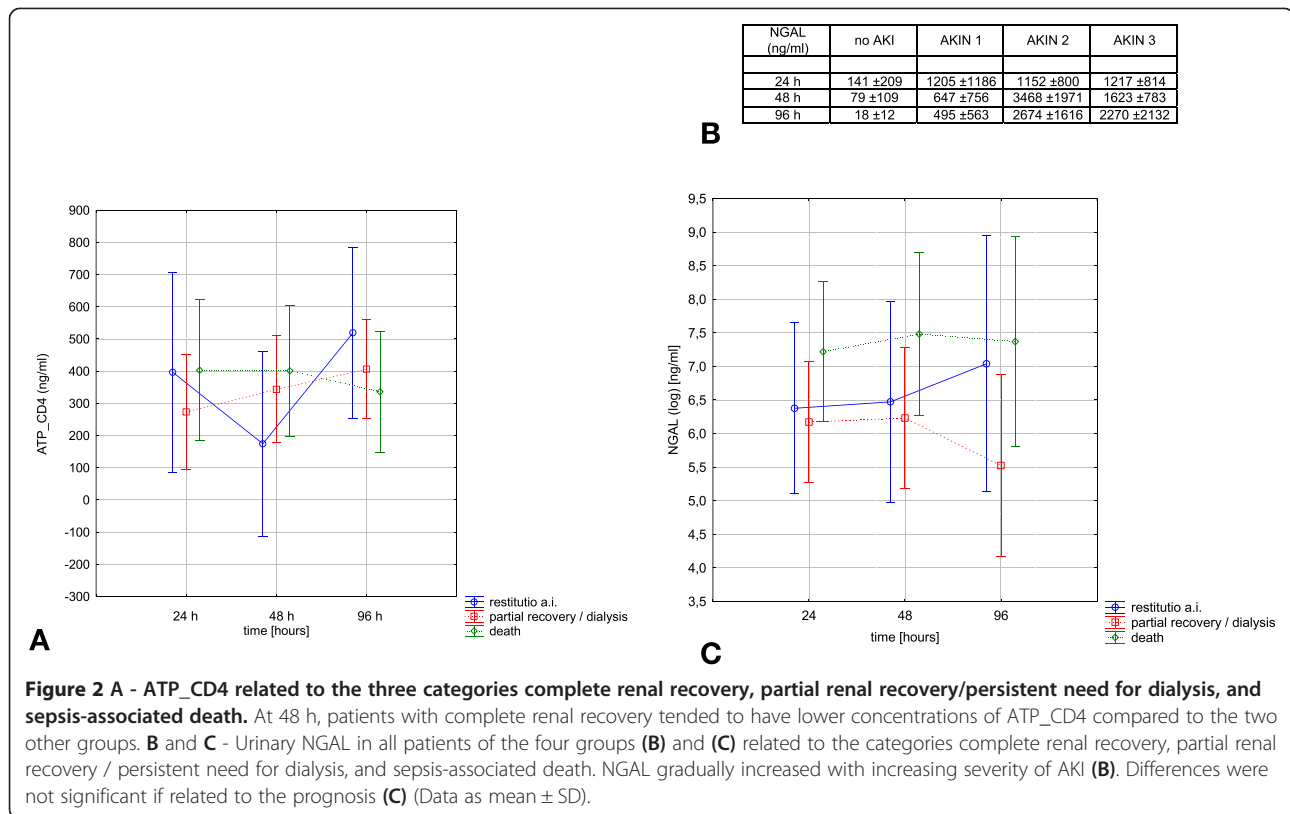 NGAL (ng/ml) no AKI AKIN 1 AKIN 2 AKIN 3
24 h 141 ±209 1205 ±1186 1152 ±800 1217 ±814
48 h 79 ±109 647 ±756 3468 ±1971 1623 ±783
96 h 18 ±12 495 ±563 2674 ±1616 2270 ±2132
B
900
800
700
600
500
400
300
200
100
0
-100
-200
-300
ATP_CD4 (ng/ml)
24 h 48 h 96 h
time [hours]
restitutio a.i.
partial recovery / dialysis
death
A
9,5
9,0
8,5
8,0
7,5
7,0
6,5
6,0
5,5
5,0
4,5
4,0
3,5
NGAL (log) [ng/ml]
24 48 96
time [hours]
restitutio a.i.
partial recovery / dialysis
death
C
Figure 2 A - ATP_CD4 related to the three categories complete renal recovery, partial renal recovery/persistent need for dialysis, and
sepsis-associated death. At 48 h, patients with complete renal recovery tended to have lower concentrations of ATP_CD4 compared to the two
other groups. B and C - Urinary NGAL in all patients of the four groups (B) and (C) related to the categories complete renal recovery, partial renal
recovery / persistent need for dialysis, and sepsis-associated death. NGAL gradually increased with increasing severity of AKI (B). Differences were
not significant if related to the prognosis (C) (Data as mean ± SD).